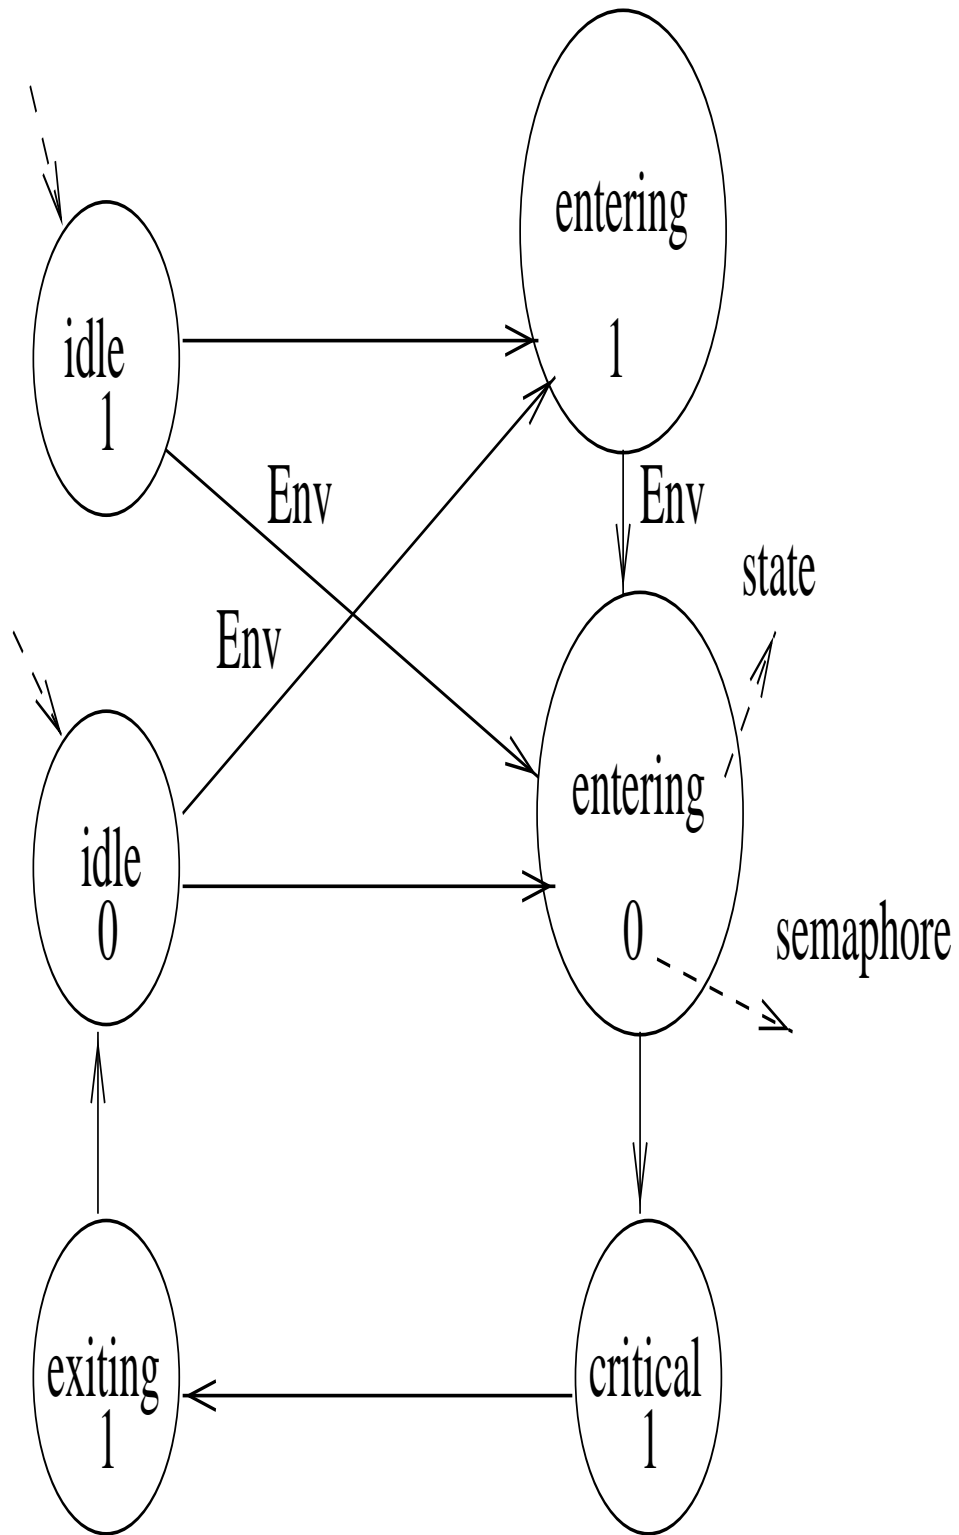 entering
1
idle
1
Env
Env
state
Env
entering
0
semaphore
idle
0
exiting
1
critical
1